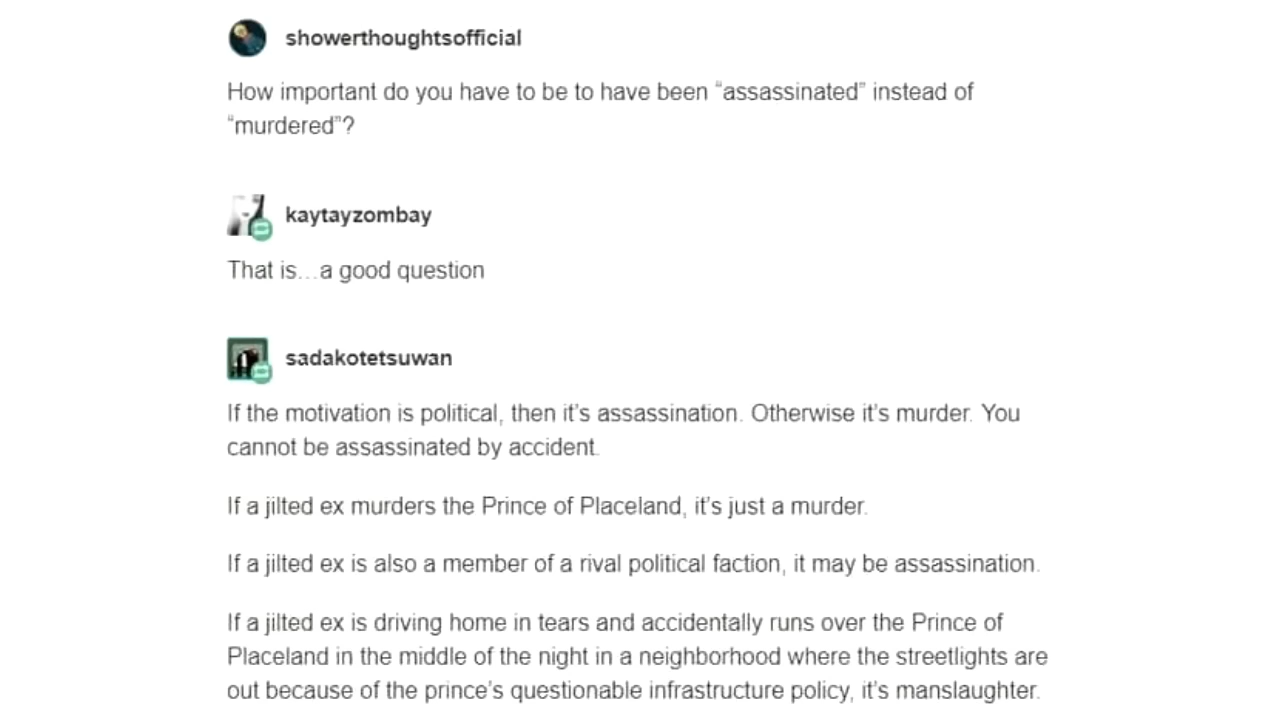 showerthoughtsofficial
How important do you have to be to have been “assassinated” instead of
“murdered”?
kaytayzombay
That is…a good question
sadakotetsuwan
If the motivation is political, then it’s assassination. Otherwise it’s murder. You
cannot be assassinated by accident.
If a jilted ex murders the Prince of Placeland, it’s just a murder.
If a jilted ex is also a member of a rival political faction, it may be assassination.
If a jilted ex is driving home in tears and accidentally runs over the Prince of
Placeland in the middle of the night in a neighborhood where the streetlights are
out because of the prince’s questionable infrastructure policy, it’s manslaughter.